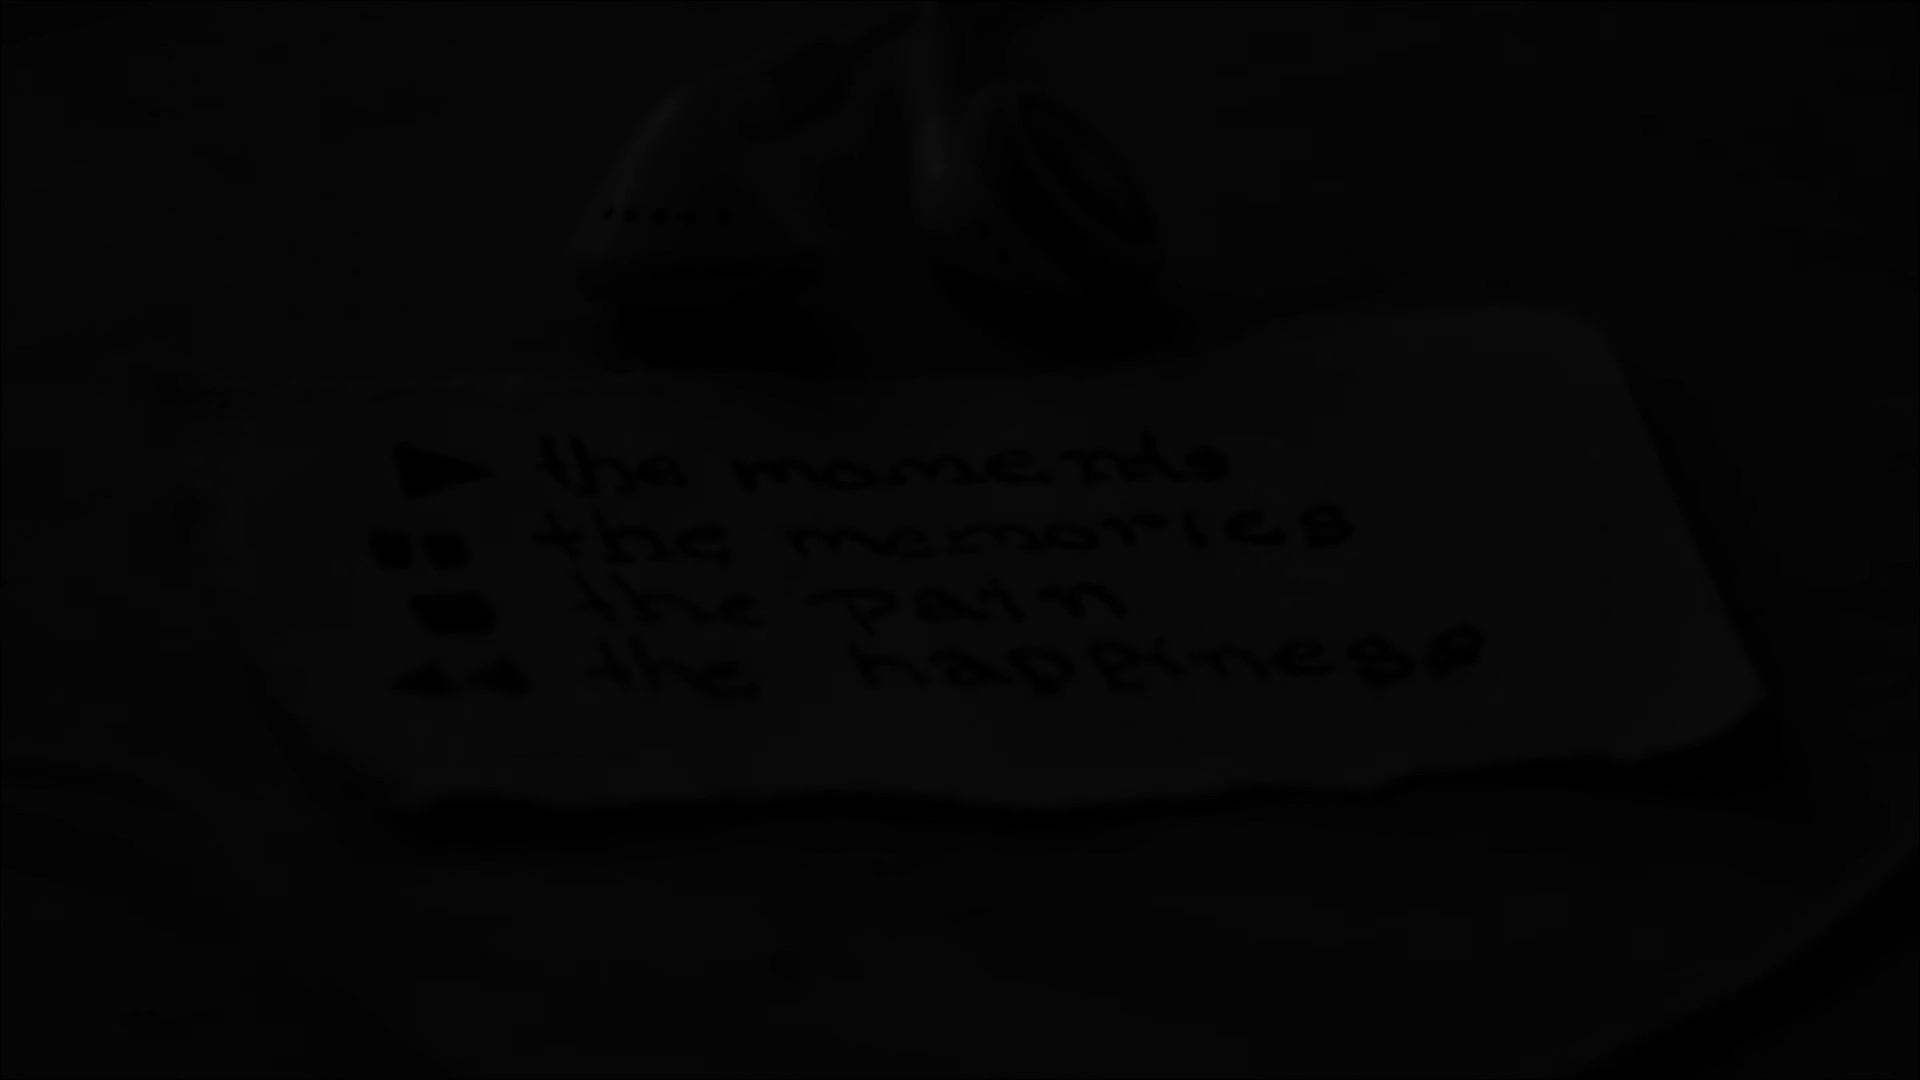 ▶ the moments
⏸ the memories
⏹ the pain
⏪ the happiness